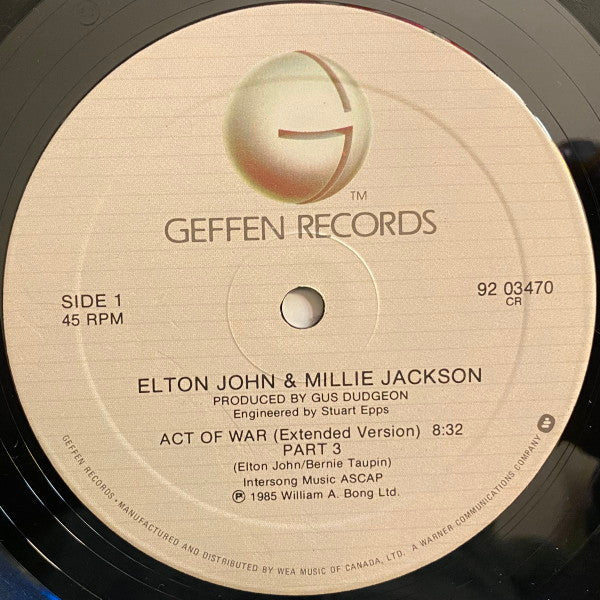 G
TM
GEFFEN RECORDS
SIDE 1
45 RPM
92 03470
CR
ELTON JOHN & MILLIE JACKSON
PRODUCED BY GUS DUDGEON
Engineered by Stuart Epps
ACT OF WAR (Extended Version) 8:32
PART 3
(Elton John/Bernie Taupin)
Intersong Music ASCAP
Ⓟ 1985 William A. Bong Ltd.
GEFFEN RECORDS • MANUFACTURED AND DISTRIBUTED BY WEA MUSIC OF CANADA, LTD. A WARNER COMMUNICATIONS COMPANY